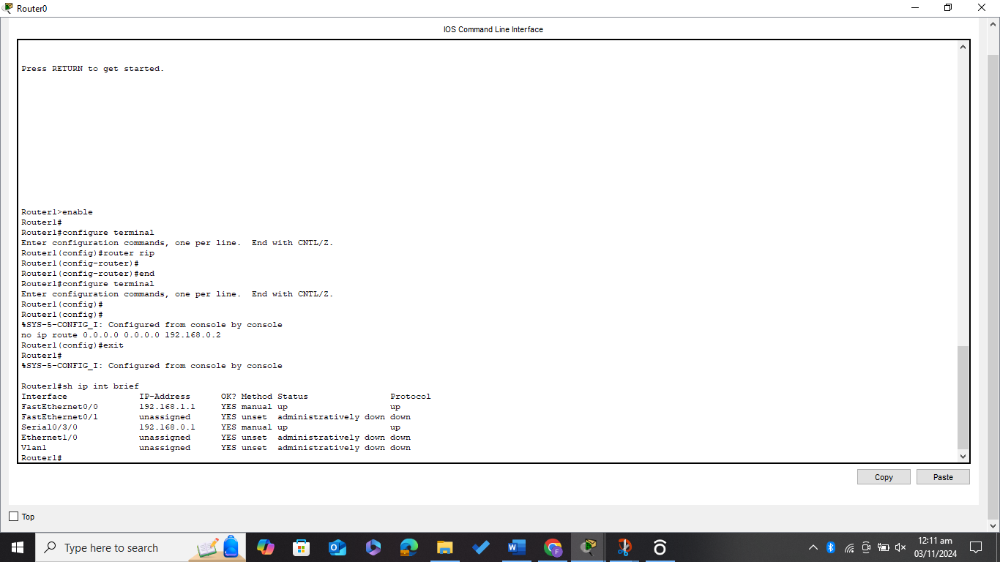 Router0
IOS Command Line Interface
Press RETURN to get started.
Router1>enable
Router1#
Router1#configure terminal
Enter configuration commands, one per line.  End with CNTL/Z.
Router1(config)#router rip
Router1(config-router)#
Router1(config-router)#end
Router1#configure terminal
Enter configuration commands, one per line.  End with CNTL/Z.
Router1(config)#
Router1(config)#
%SYS-5-CONFIG_I: Configured from console by console
no ip route 0.0.0.0 0.0.0.0 192.168.0.2
Router1(config)#exit
Router1#
%SYS-5-CONFIG_I: Configured from console by console
Router1#sh ip int brief
Interface              IP-Address      OK? Method Status                Protocol
FastEthernet0/0        192.168.1.1     YES manual up                    up
FastEthernet0/1        unassigned      YES unset  administratively down down
Serial0/3/0            192.168.0.1     YES manual up                    up
Ethernet1/0            unassigned      YES unset  administratively down down
Vlan1                  unassigned      YES unset  administratively down down
Router1#
Copy
Paste
Top
Type here to search
12:11 am
03/11/2024